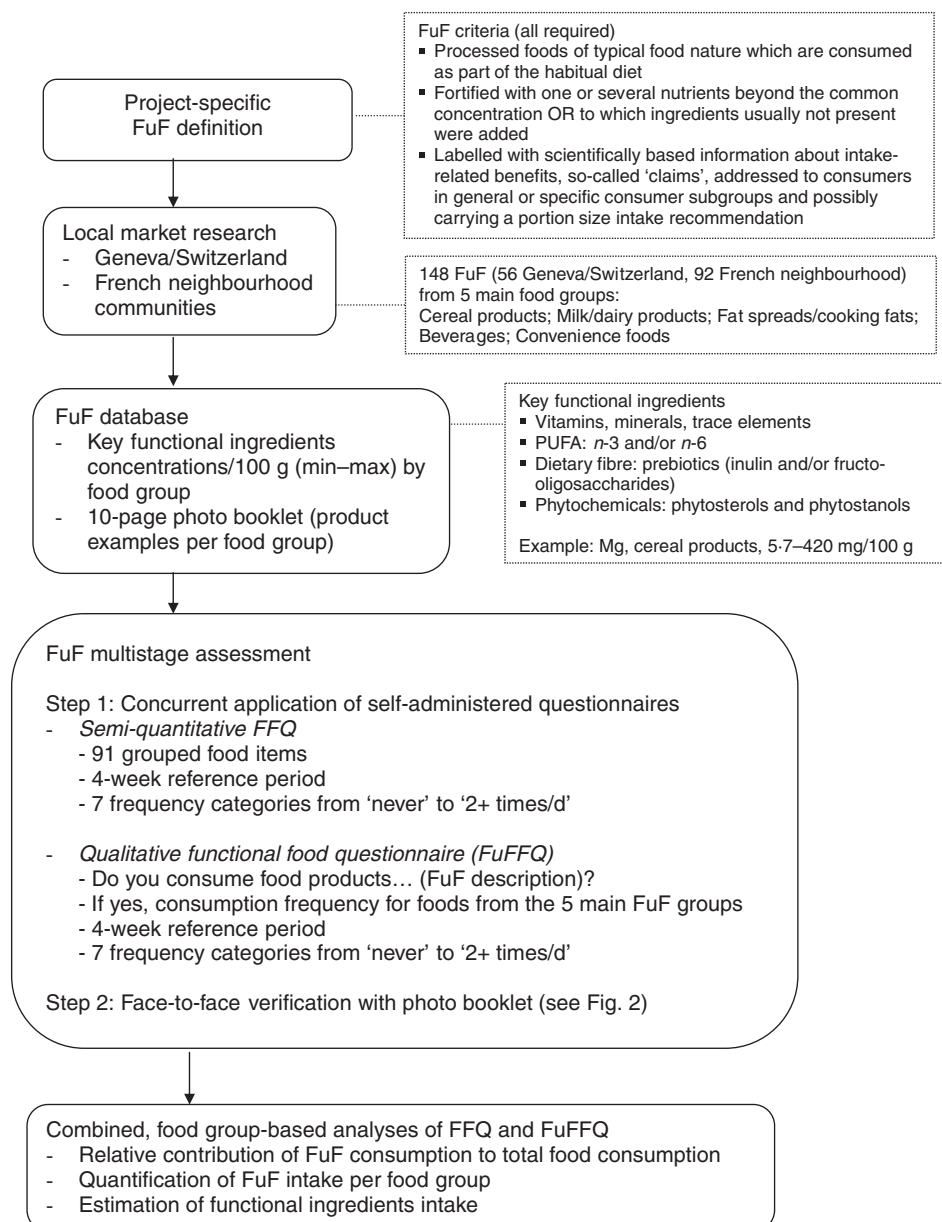 Project-specific
FuF definition
FuF criteria (all required)
▪ Processed foods of typical food nature which are consumed
as part of the habitual diet
▪ Fortified with one or several nutrients beyond the common
concentration OR to which ingredients usually not present
were added
▪ Labelled with scientifically based information about intake-
related benefits, so-called ‘claims’, addressed to consumers
in general or specific consumer subgroups and possibly
carrying a portion size intake recommendation
Local market research
- Geneva/Switzerland
- French neighbourhood
communities
148 FuF (56 Geneva/Switzerland, 92 French neighbourhood)
from 5 main food groups:
Cereal products; Milk/dairy products; Fat spreads/cooking fats;
Beverages; Convenience foods
FuF database
- Key functional ingredients
concentrations/100 g (min–max) by
food group
- 10-page photo booklet (product
examples per food group)
Key functional ingredients
▪ Vitamins, minerals, trace elements
▪ PUFA: n-3 and/or n-6
▪ Dietary fibre: prebiotics (inulin and/or fructo-
oligosaccharides)
▪ Phytochemicals: phytosterols and phytostanols
Example: Mg, cereal products, 5·7–420 mg/100 g
FuF multistage assessment
Step 1: Concurrent application of self-administered questionnaires
- Semi-quantitative FFQ
- 91 grouped food items
- 4-week reference period
- 7 frequency categories from ‘never’ to ‘2+ times/d’
- Qualitative functional food questionnaire (FuFFQ)
- Do you consume food products… (FuF description)?
- If yes, consumption frequency for foods from the 5 main FuF groups
- 4-week reference period
- 7 frequency categories from ‘never’ to ‘2+ times/d’
Step 2: Face-to-face verification with photo booklet (see Fig. 2)
Combined, food group-based analyses of FFQ and FuFFQ
- Relative contribution of FuF consumption to total food consumption
- Quantification of FuF intake per food group
- Estimation of functional ingredients intake